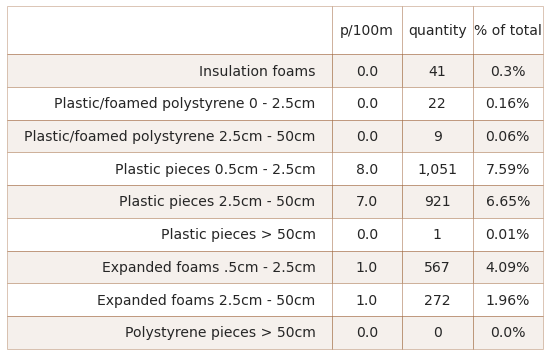 p/100m quantity % of total
Insulation foams 0.0 41 0.3%
Plastic/foamed polystyrene 0 - 2.5cm 0.0 22 0.16%
Plastic/foamed polystyrene 2.5cm - 50cm 0.0 9 0.06%
Plastic pieces 0.5cm - 2.5cm 8.0 1,051 7.59%
Plastic pieces 2.5cm - 50cm 7.0 921 6.65%
Plastic pieces > 50cm 0.0 1 0.01%
Expanded foams .5cm - 2.5cm 1.0 567 4.09%
Expanded foams 2.5cm - 50cm 1.0 272 1.96%
Polystyrene pieces > 50cm 0.0 0 0.0%